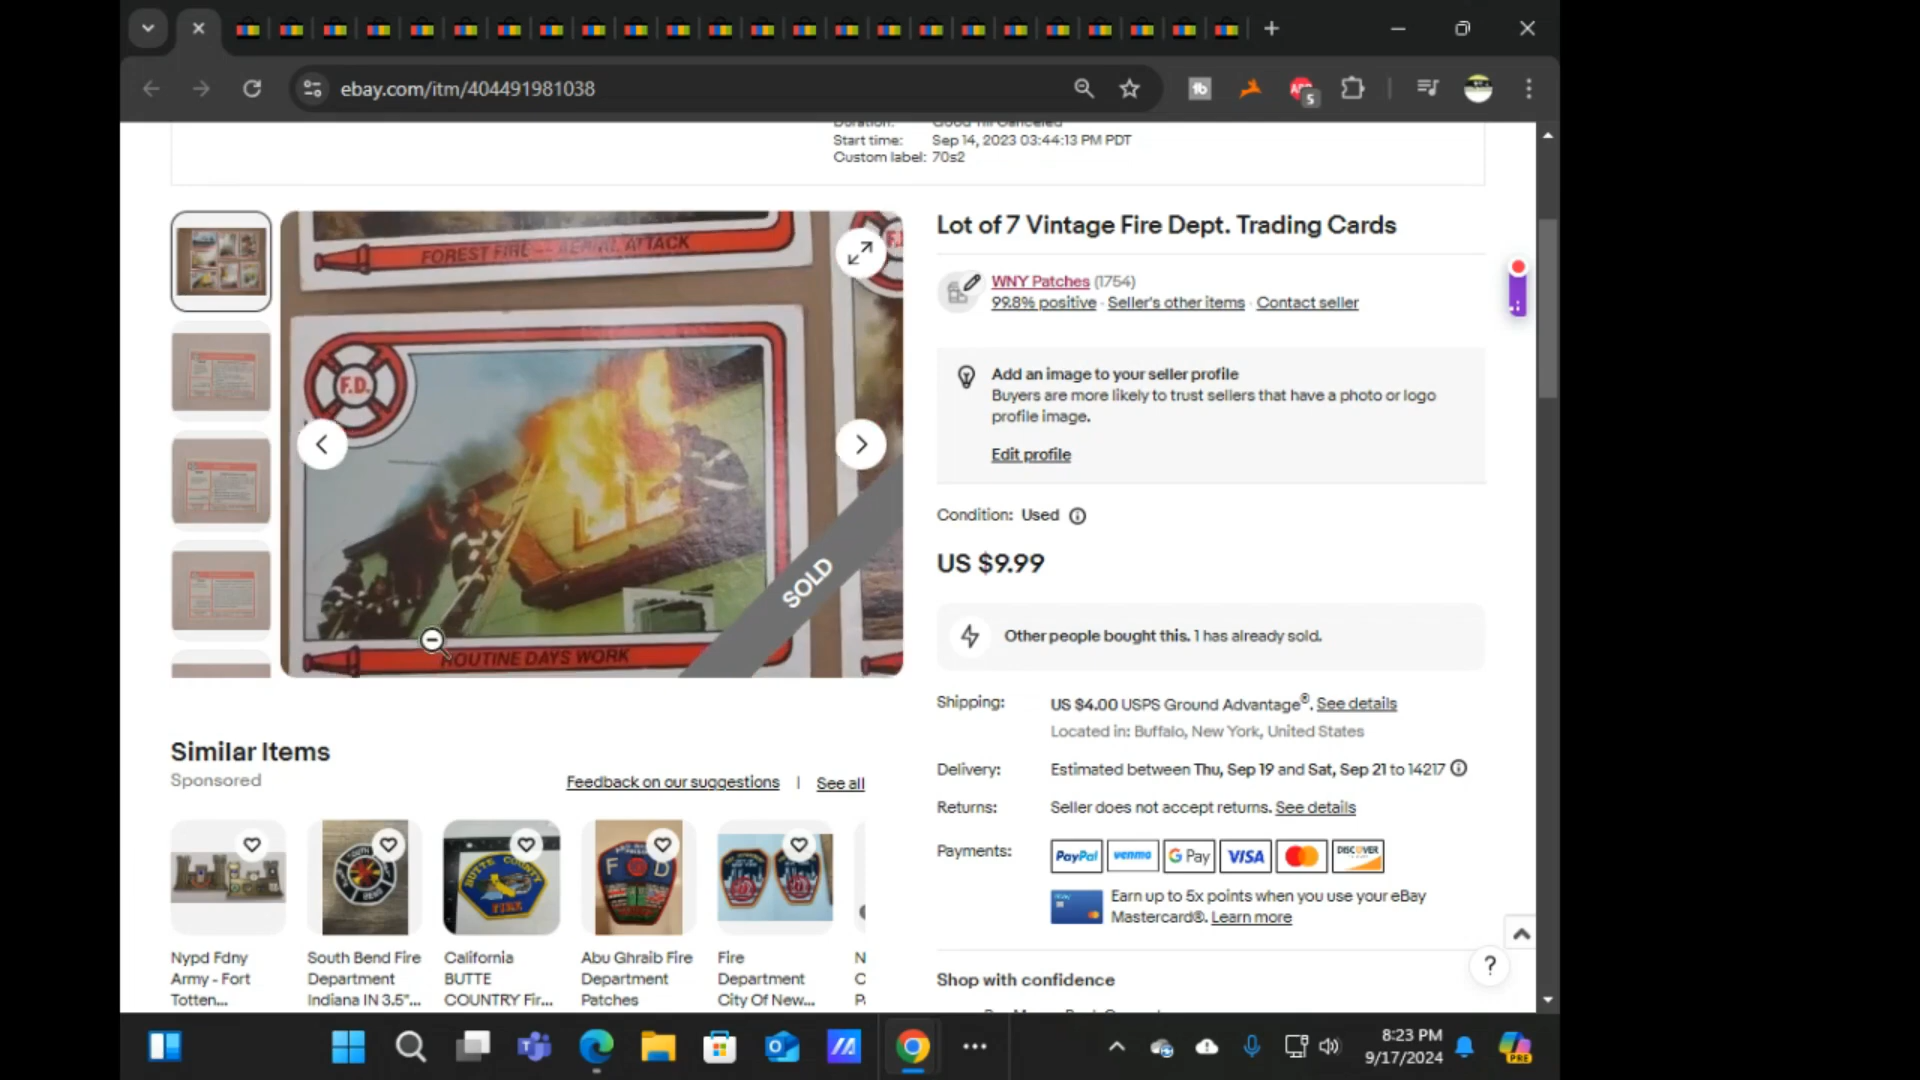 ebay.com/itm/404491981038
5
Duration: Good Till Canceled
Start time: Sep 14, 2023 03:44:13 PM PDT
Custom label: 70s2
FOREST FIRE — AERIAL ATTACK
F.D.
ROUTINE DAYS WORK
SOLD
Lot of 7 Vintage Fire Dept. Trading Cards
WNY Patches (1754)
99.8% positive · Seller's other items · Contact seller
Add an image to your seller profile
Buyers are more likely to trust sellers that have a photo or logo
profile image.
Edit profile
Condition: Used
US $9.99
Other people bought this. 1 has already sold.
Shipping: US $4.00 USPS Ground Advantage®. See details
Located in: Buffalo, New York, United States
Delivery: Estimated between Thu, Sep 19 and Sat, Sep 21 to 14217
Returns: Seller does not accept returns. See details
Payments: PayPal venmo G Pay VISA DISCOVER
Earn up to 5x points when you use your eBay
Mastercard®. Learn more
Shop with confidence
Similar Items
Sponsored
Feedback on our suggestions | See all
Nypd Fdny
Army - Fort
Totten...
South Bend Fire
Department
Indiana IN 3.5"...
California
BUTTE
COUNTRY Fir...
Abu Ghraib Fire
Department
Patches
Fire
Department
City Of New...
8:23 PM
9/17/2024